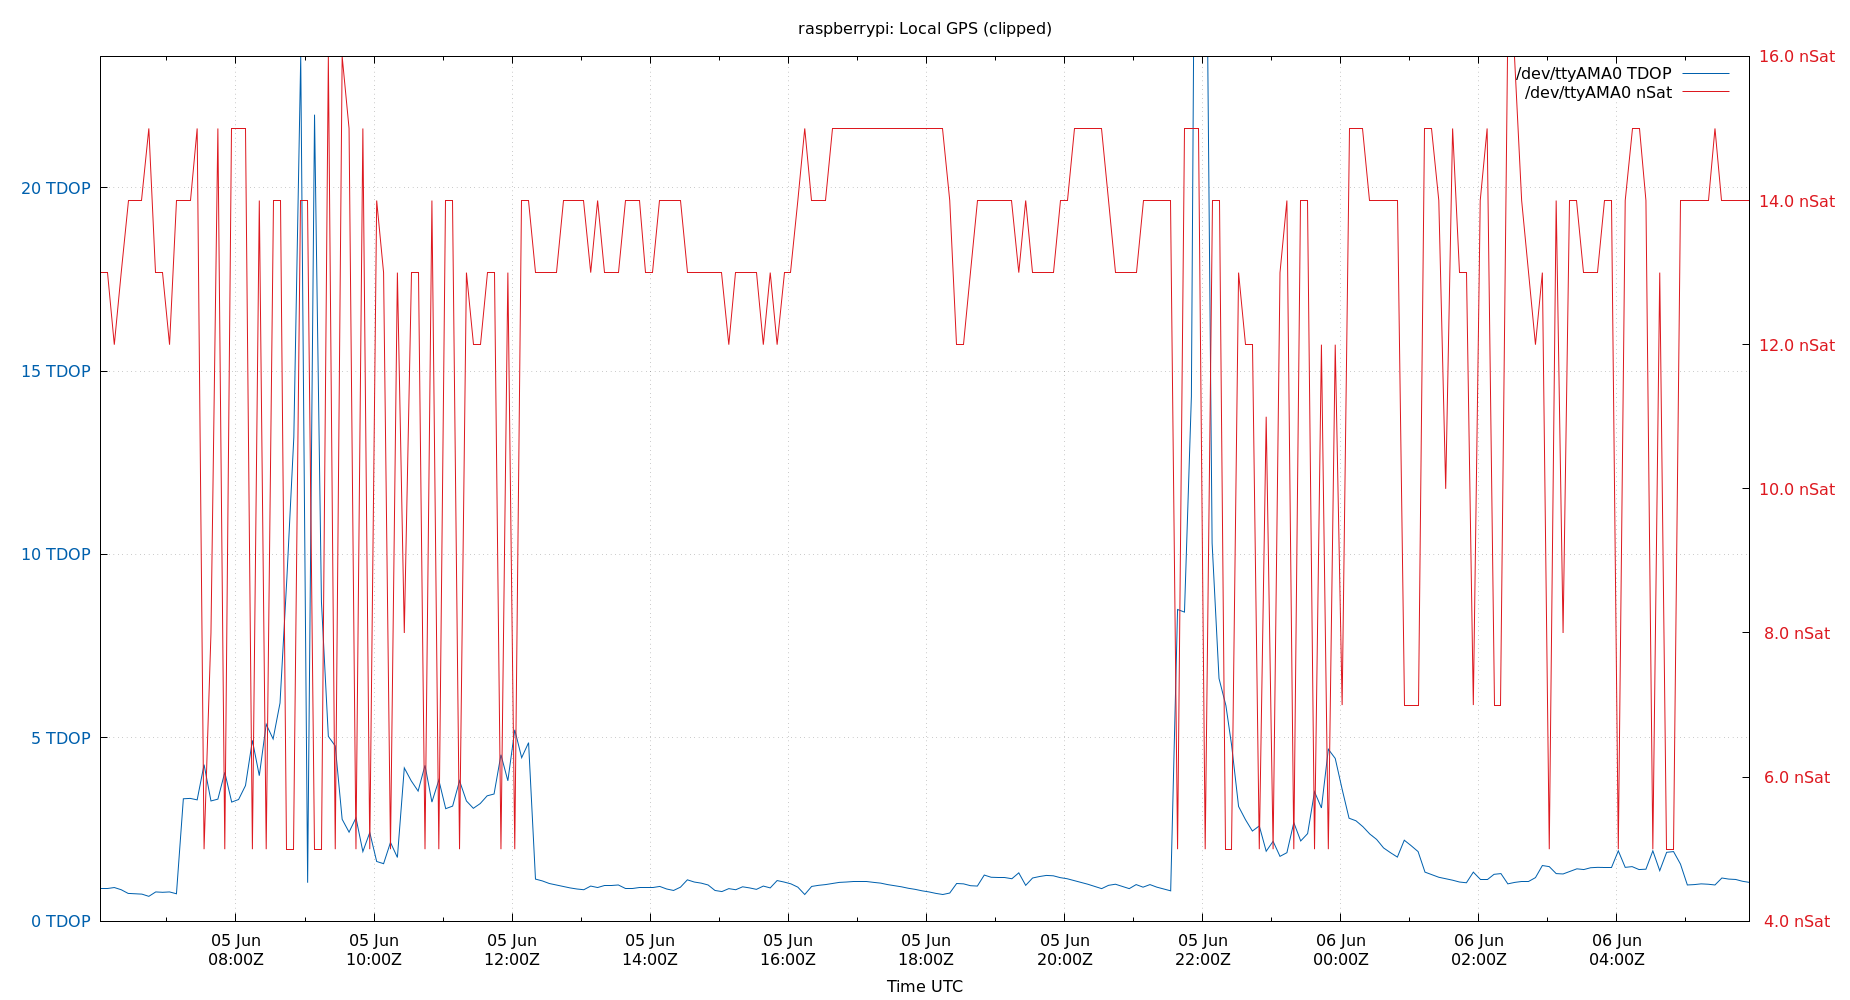 raspberrypi: Local GPS (clipped)
16.0 nSat
/dev/ttyAMA0 TDOP
/dev/ttyAMA0 nSat
20 TDOP
14.0 nSat
15 TDOP
12.0 nSat
10.0 nSat
10 TDOP
8.0 nSat
5 TDOP
6.0 nSat
0 TDOP
4.0 nSat
05 Jun 05 Jun 05 Jun 05 Jun 05 Jun 05 Jun 05 Jun 05 Jun 06 Jun 06 Jun 06 Jun
08:00Z 10:00Z 12:00Z 14:00Z 16:00Z 18:00Z 20:00Z 22:00Z 00:00Z 02:00Z 04:00Z
Time UTC